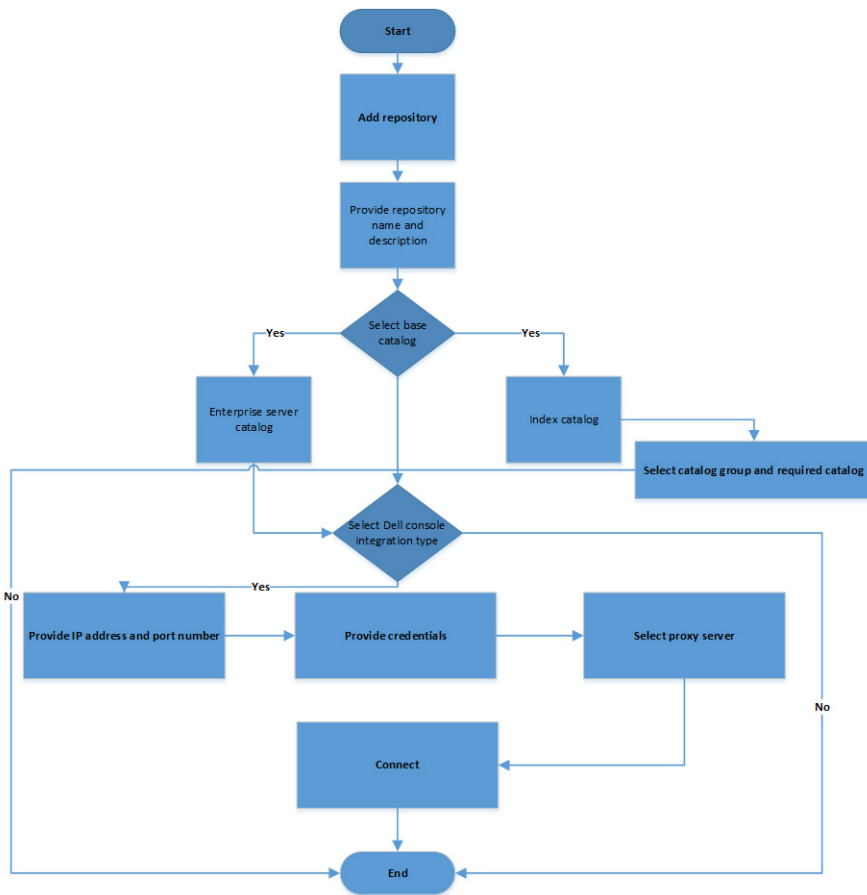 Start
Add repository
Provide repository
name and
description
Select base
catalog
Yes
Yes
Enterprise server
catalog
Index catalog
Select catalog group and required catalog
Select Dell console
integration type
Yes
No
Provide IP address and port number
Provide credentials
Select proxy server
No
Connect
End